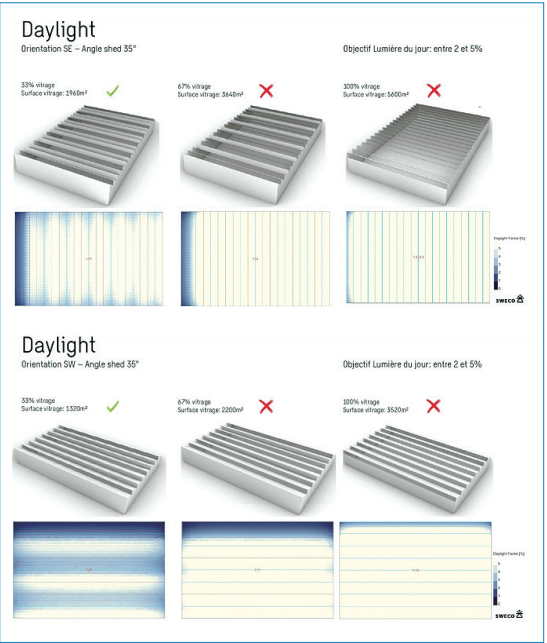 Daylight
Orientation SE – Angle shed 35°
Objectif Lumière du jour: entre 2 et 5%
33% vitrage
Surface vitrage: 1960m²
67% vitrage
Surface vitrage: 3640m²
100% vitrage
Surface vitrage: 5600m²
Daylight Factor [%]
SWECO
Daylight
Orientation SW – Angle shed 35°
Objectif Lumière du jour: entre 2 et 5%
33% vitrage
Surface vitrage: 1320m²
67% vitrage
Surface vitrage: 2200m²
100% vitrage
Surface vitrage: 3520m²
Daylight Factor [%]
SWECO